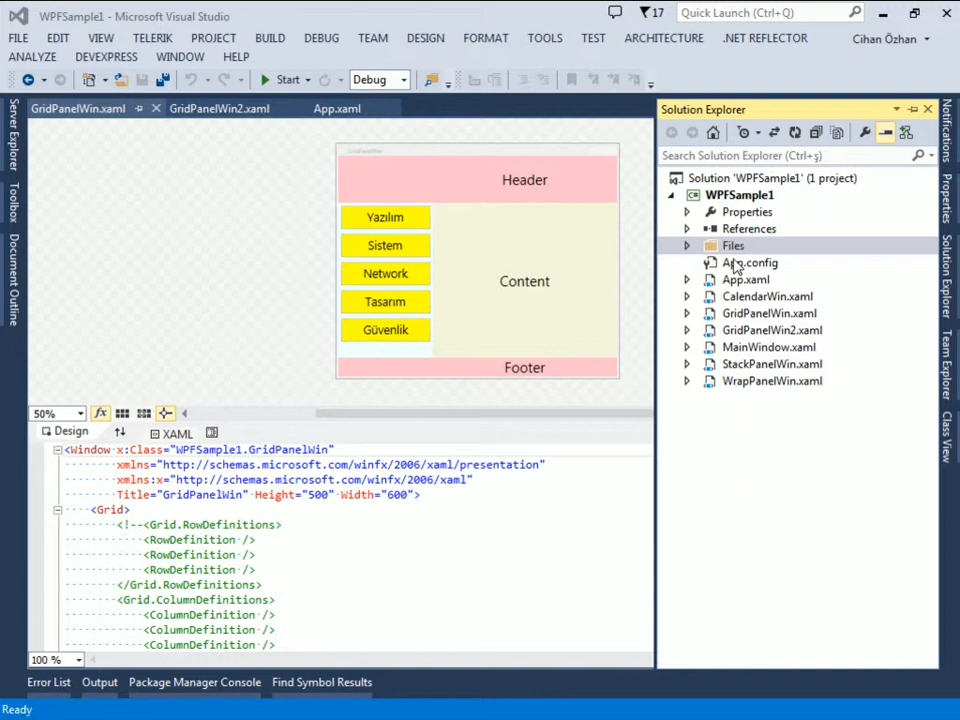 WPFSample1 - Microsoft Visual Studio
17
Quick Launch (Ctrl+Q)
FILE EDIT VIEW TELERIK PROJECT BUILD DEBUG TEAM DESIGN FORMAT TOOLS TEST ARCHITECTURE .NET REFLECTOR Cihan Özhan
ANALYZE DEVEXPRESS WINDOW HELP
Start Debug
Server Explorer
Toolbox
Document Outline
GridPanelWin.xaml GridPanelWin2.xaml App.xaml
GridPanelWin
Header
Yazılım
Sistem
Network
Tasarım
Güvenlik
Content
Footer
50% fx
Design XAML
<Window x:Class="WPFSample1.GridPanelWin"
xmlns="http://schemas.microsoft.com/winfx/2006/xaml/presentation"
xmlns:x="http://schemas.microsoft.com/winfx/2006/xaml"
Title="GridPanelWin" Height="500" Width="600">
<Grid>
<!--<Grid.RowDefinitions>
<RowDefinition />
<RowDefinition />
<RowDefinition />
</Grid.RowDefinitions>
<Grid.ColumnDefinitions>
<ColumnDefinition />
<ColumnDefinition />
<ColumnDefinition />
100 %
Solution Explorer
Search Solution Explorer (Ctrl+ş)
Solution 'WPFSample1' (1 project)
C# WPFSample1
Properties
References
Files
App.config
App.xaml
CalendarWin.xaml
GridPanelWin.xaml
GridPanelWin2.xaml
MainWindow.xaml
StackPanelWin.xaml
WrapPanelWin.xaml
Notifications
Properties
Solution Explorer
Team Explorer
Class View
Error List Output Package Manager Console Find Symbol Results
Ready